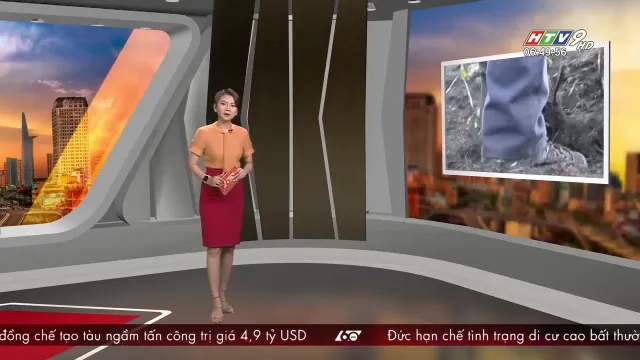 HTV9 HD
06:49:56
đồng chế tạo tàu ngầm tấn công trị giá 4,9 tỷ USD 60 Đức hạn chế tình trạng di cư cao bất thườ